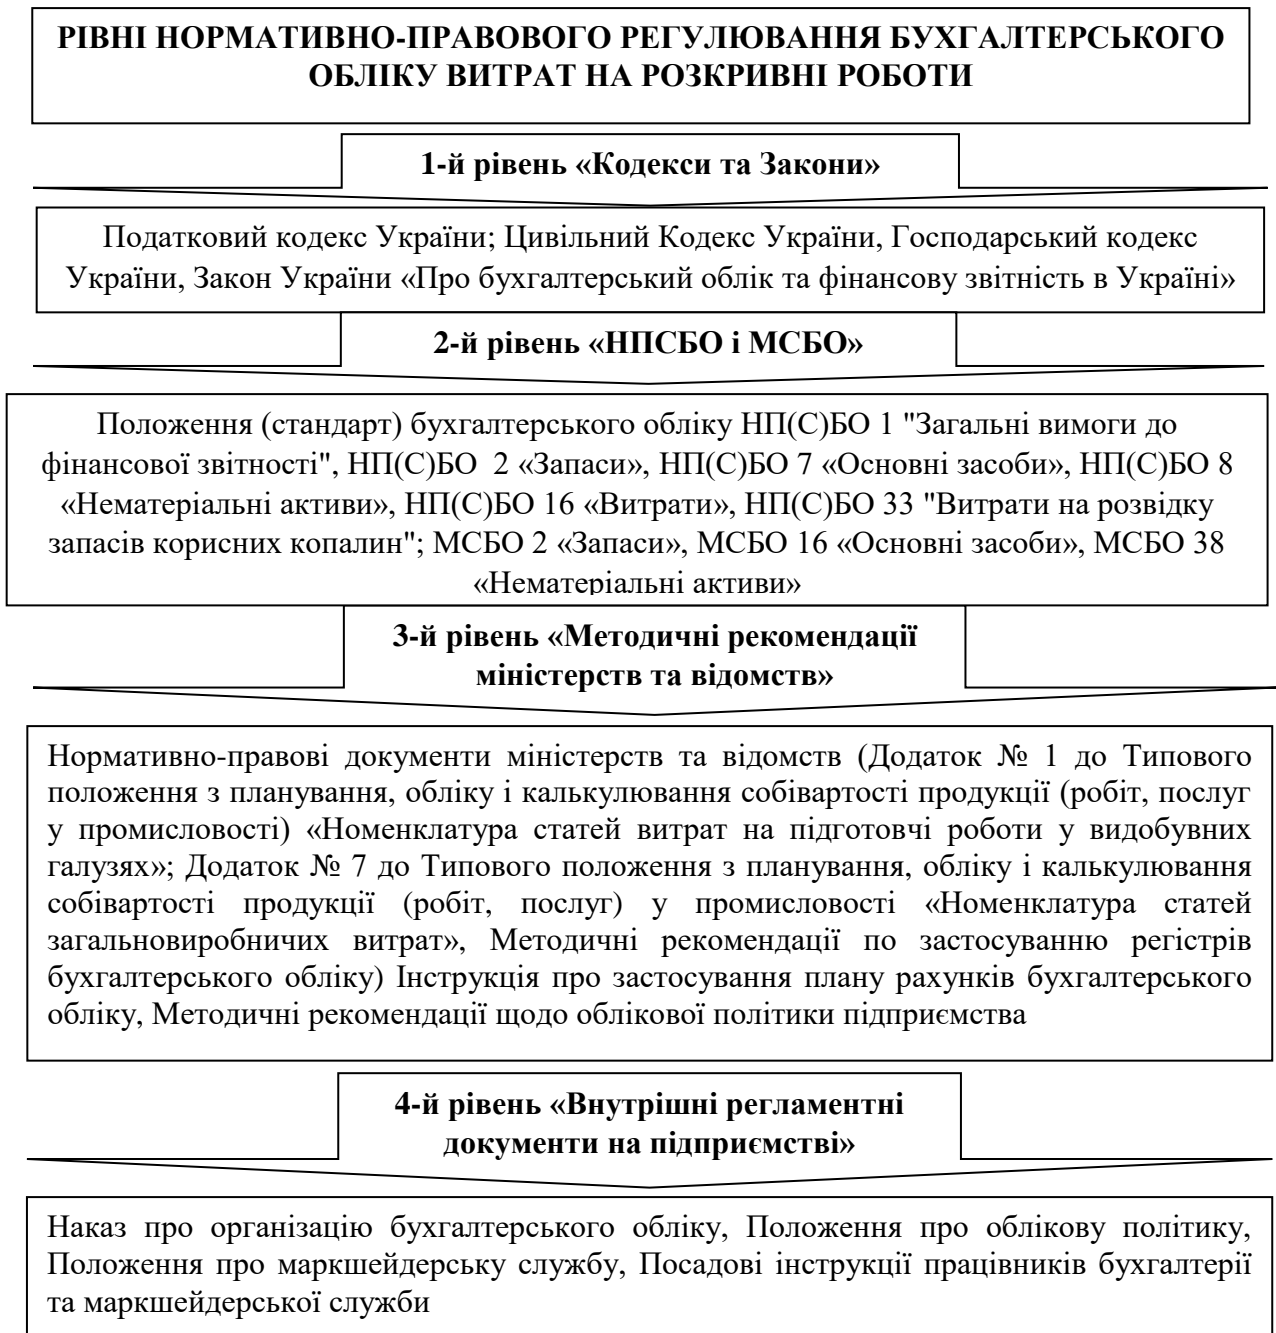 РІВНІ НОРМАТИВНО-ПРАВОВОГО РЕГУЛЮВАННЯ БУХГАЛТЕРСЬКОГО
ОБЛІКУ ВИТРАТ НА РОЗКРИВНІ РОБОТИ
1-й рівень «Кодекси та Закони»
Податковий кодекс України; Цивільний Кодекс України, Господарський кодекс
України, Закон України «Про бухгалтерський облік та фінансову звітність в Україні»
2-й рівень «НПСБО і МСБО»
Положення (стандарт) бухгалтерського обліку НП(С)БО 1 "Загальні вимоги до
фінансової звітності", НП(С)БО 2 «Запаси», НП(С)БО 7 «Основні засоби», НП(С)БО 8
«Нематеріальні активи», НП(С)БО 16 «Витрати», НП(С)БО 33 "Витрати на розвідку
запасів корисних копалин"; МСБО 2 «Запаси», МСБО 16 «Основні засоби», МСБО 38
«Нематеріальні активи»
3-й рівень «Методичні рекомендації
міністерств та відомств»
Нормативно-правові документи міністерств та відомств (Додаток № 1 до Типового
положення з планування, обліку і калькулювання собівартості продукції (робіт, послуг
у промисловості) «Номенклатура статей витрат на підготовчі роботи у видобувних
галузях»; Додаток № 7 до Типового положення з планування, обліку і калькулювання
собівартості продукції (робіт, послуг) у промисловості «Номенклатура статей
загальновиробничих витрат», Методичні рекомендації по застосуванню регістрів
бухгалтерського обліку) Інструкція про застосування плану рахунків бухгалтерського
обліку, Методичні рекомендації щодо облікової політики підприємства
4-й рівень «Внутрішні регламентні
документи на підприємстві»
Наказ про організацію бухгалтерського обліку, Положення про облікову політику,
Положення про маркшейдерську службу, Посадові інструкції працівників бухгалтерії
та маркшейдерської служби